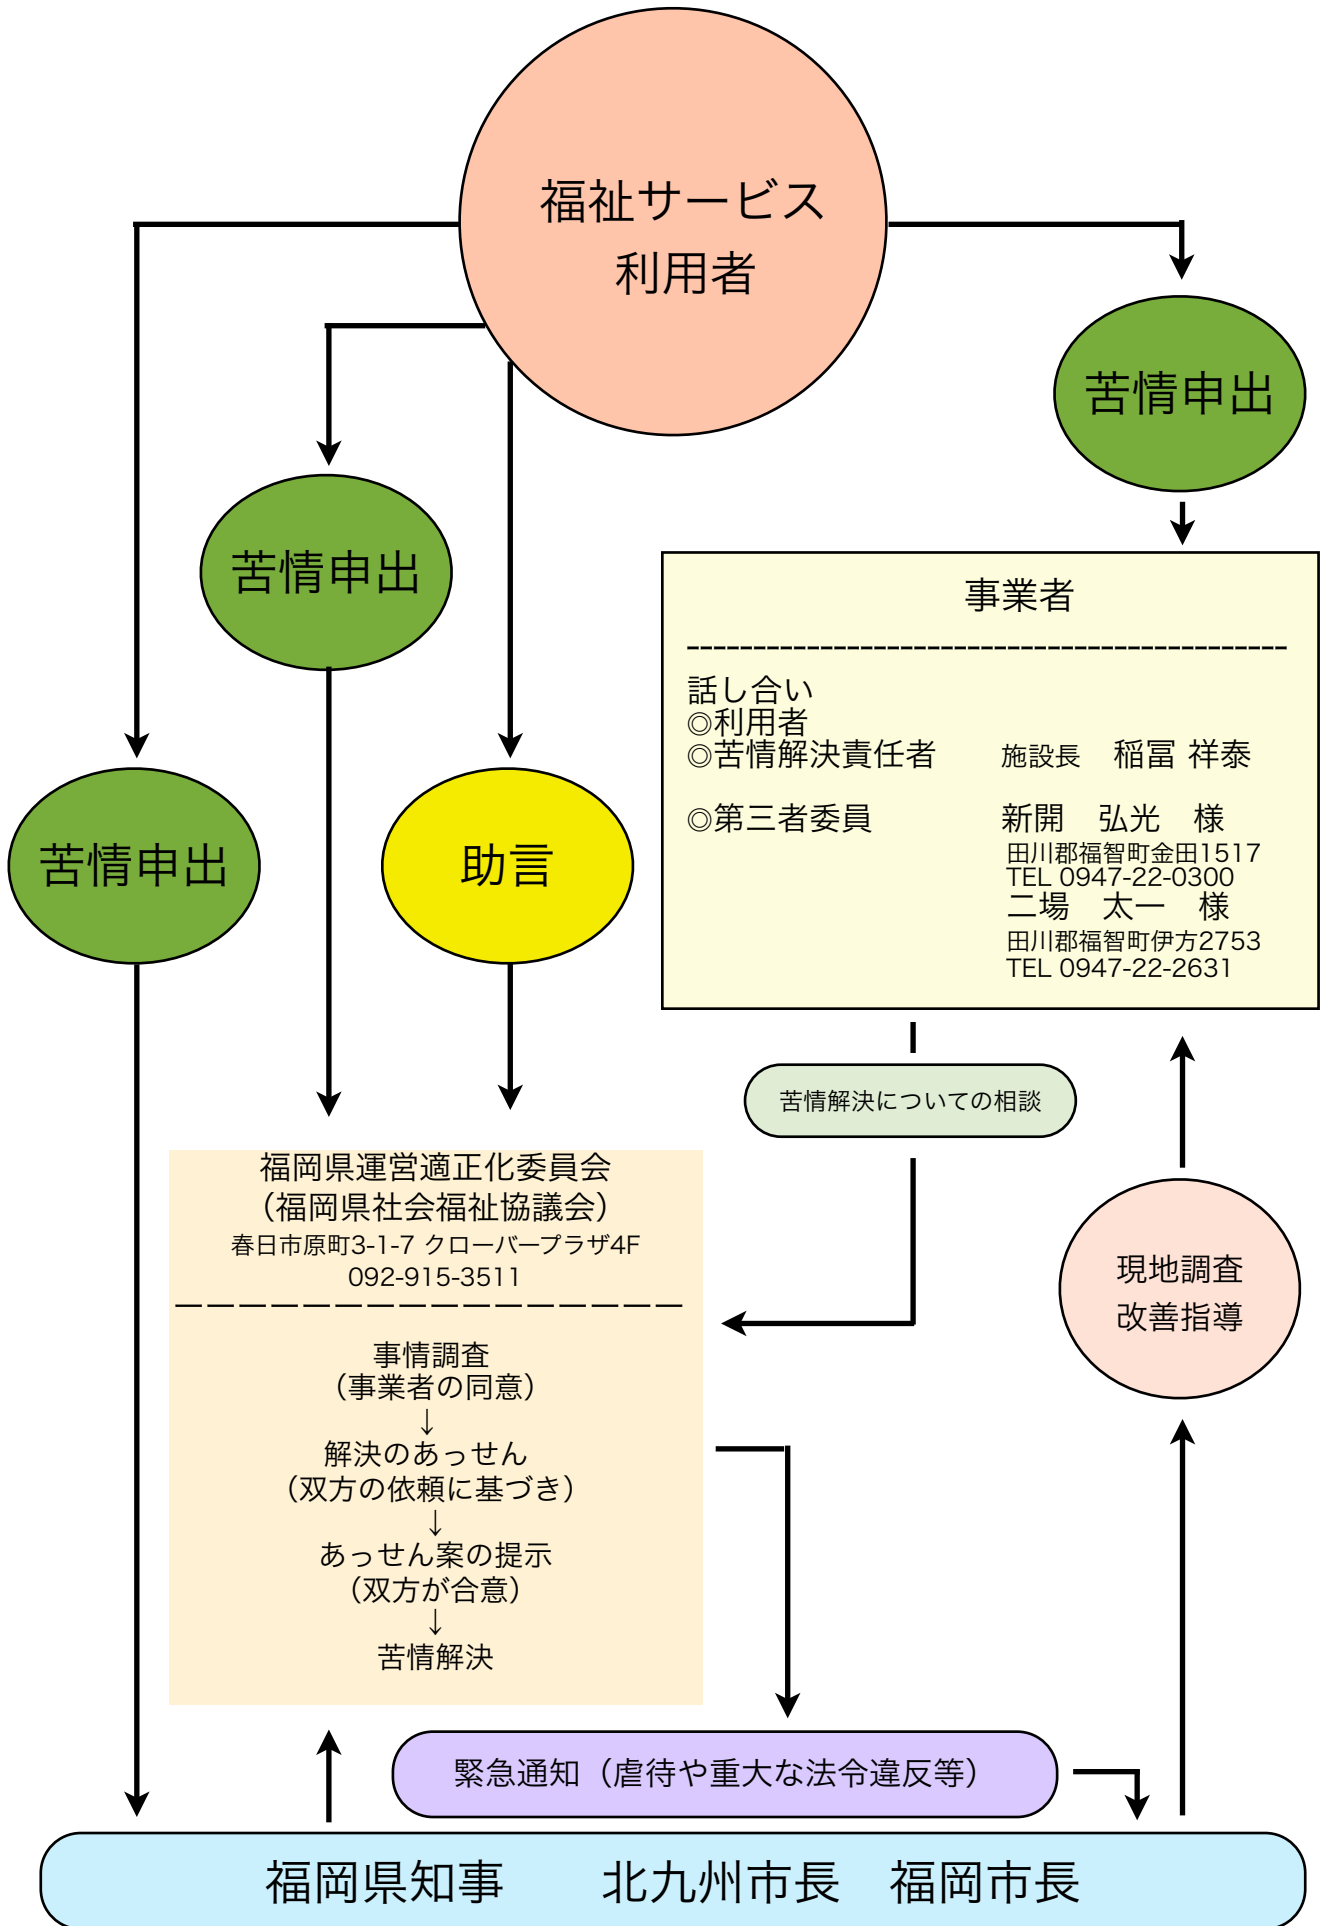 福祉サービス
利用者
苦情申出
苦情申出
苦情申出
助言
事業者
話し合い
◎利用者
◎苦情解決責任者　　施設長　稲冨 祥泰
◎第三者委員　　　　新開　弘光　様
田川郡福智町金田1517
TEL 0947-22-0300
二場　太一　様
田川郡福智町伊方2753
TEL 0947-22-2631
苦情解決についての相談
福岡県運営適正化委員会
（福岡県社会福祉協議会）
春日市原町3-1-7 クローバープラザ4F
092-915-3511
事情調査
（事業者の同意）
↓
解決のあっせん
（双方の依頼に基づき）
↓
あっせん案の提示
（双方が合意）
↓
苦情解決
現地調査
改善指導
緊急通知（虐待や重大な法令違反等）
福岡県知事　　北九州市長　福岡市長